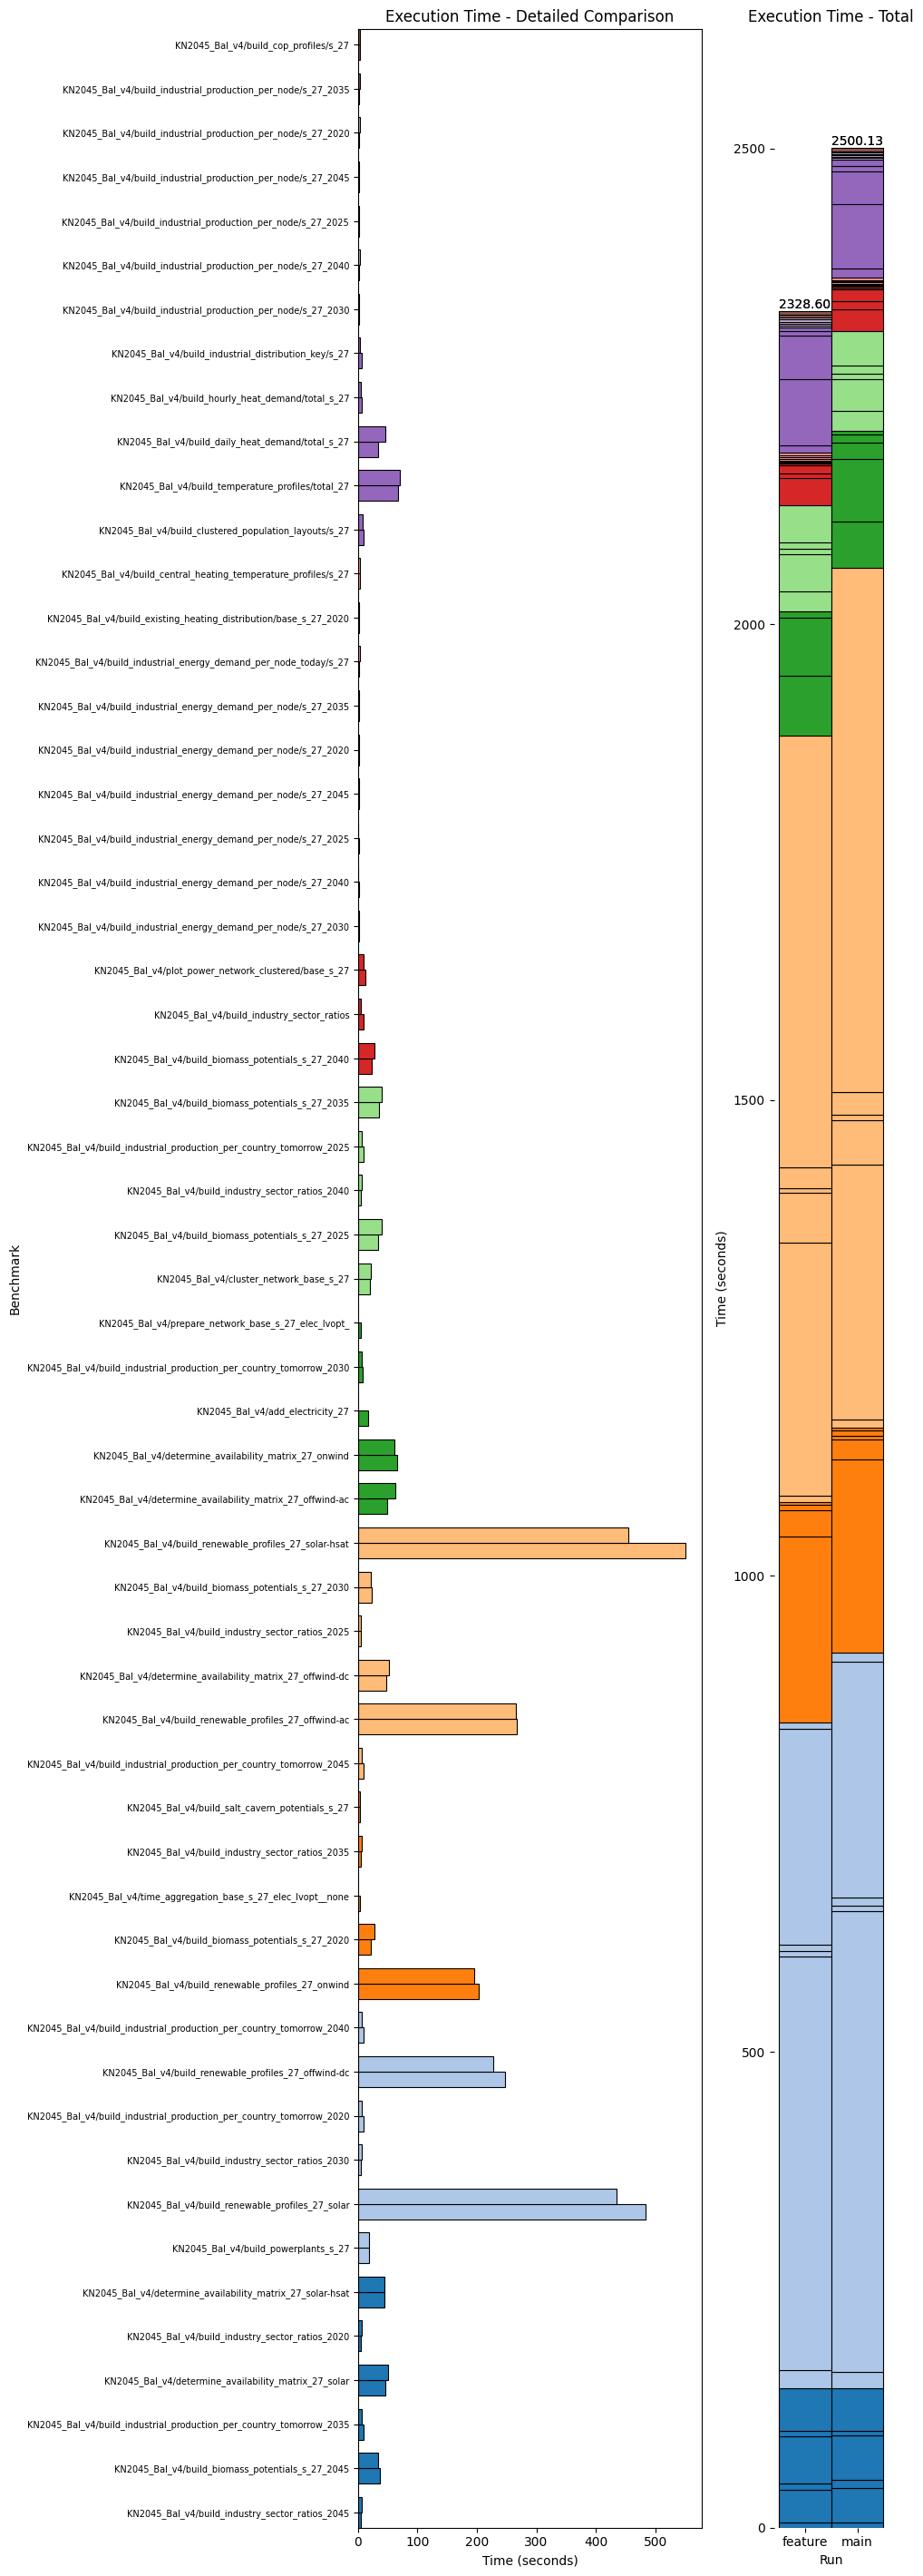 Execution Time - Detailed Comparison
Execution Time - Total
KN2045_Bal_v4/build_cop_profiles/s_27
KN2045_Bal_v4/build_industrial_production_per_node/s_27_2035
KN2045_Bal_v4/build_industrial_production_per_node/s_27_2020
KN2045_Bal_v4/build_industrial_production_per_node/s_27_2045
KN2045_Bal_v4/build_industrial_production_per_node/s_27_2025
KN2045_Bal_v4/build_industrial_production_per_node/s_27_2040
KN2045_Bal_v4/build_industrial_production_per_node/s_27_2030
KN2045_Bal_v4/build_industrial_distribution_key/s_27
KN2045_Bal_v4/build_hourly_heat_demand/total_s_27
KN2045_Bal_v4/build_daily_heat_demand/total_s_27
KN2045_Bal_v4/build_temperature_profiles/total_27
KN2045_Bal_v4/build_clustered_population_layouts/s_27
KN2045_Bal_v4/build_central_heating_temperature_profiles/s_27
KN2045_Bal_v4/build_existing_heating_distribution/base_s_27_2020
KN2045_Bal_v4/build_industrial_energy_demand_per_node_today/s_27
KN2045_Bal_v4/build_industrial_energy_demand_per_node/s_27_2035
KN2045_Bal_v4/build_industrial_energy_demand_per_node/s_27_2020
KN2045_Bal_v4/build_industrial_energy_demand_per_node/s_27_2045
KN2045_Bal_v4/build_industrial_energy_demand_per_node/s_27_2025
KN2045_Bal_v4/build_industrial_energy_demand_per_node/s_27_2040
KN2045_Bal_v4/build_industrial_energy_demand_per_node/s_27_2030
KN2045_Bal_v4/plot_power_network_clustered/base_s_27
KN2045_Bal_v4/build_industry_sector_ratios
KN2045_Bal_v4/build_biomass_potentials_s_27_2040
KN2045_Bal_v4/build_biomass_potentials_s_27_2035
KN2045_Bal_v4/build_industrial_production_per_country_tomorrow_2025
KN2045_Bal_v4/build_industry_sector_ratios_2040
KN2045_Bal_v4/build_biomass_potentials_s_27_2025
KN2045_Bal_v4/cluster_network_base_s_27
KN2045_Bal_v4/prepare_network_base_s_27_elec_lvopt_
KN2045_Bal_v4/build_industrial_production_per_country_tomorrow_2030
KN2045_Bal_v4/add_electricity_27
KN2045_Bal_v4/determine_availability_matrix_27_onwind
KN2045_Bal_v4/determine_availability_matrix_27_offwind-ac
KN2045_Bal_v4/build_renewable_profiles_27_solar-hsat
KN2045_Bal_v4/build_biomass_potentials_s_27_2030
KN2045_Bal_v4/build_industry_sector_ratios_2025
KN2045_Bal_v4/determine_availability_matrix_27_offwind-dc
KN2045_Bal_v4/build_renewable_profiles_27_offwind-ac
KN2045_Bal_v4/build_industrial_production_per_country_tomorrow_2045
KN2045_Bal_v4/build_salt_cavern_potentials_s_27
KN2045_Bal_v4/build_industry_sector_ratios_2035
KN2045_Bal_v4/time_aggregation_base_s_27_elec_lvopt__none
KN2045_Bal_v4/build_biomass_potentials_s_27_2020
KN2045_Bal_v4/build_renewable_profiles_27_onwind
KN2045_Bal_v4/build_industrial_production_per_country_tomorrow_2040
KN2045_Bal_v4/build_renewable_profiles_27_offwind-dc
KN2045_Bal_v4/build_industrial_production_per_country_tomorrow_2020
KN2045_Bal_v4/build_industry_sector_ratios_2030
KN2045_Bal_v4/build_renewable_profiles_27_solar
KN2045_Bal_v4/build_powerplants_s_27
KN2045_Bal_v4/determine_availability_matrix_27_solar-hsat
KN2045_Bal_v4/build_industry_sector_ratios_2020
KN2045_Bal_v4/determine_availability_matrix_27_solar
KN2045_Bal_v4/build_industrial_production_per_country_tomorrow_2035
KN2045_Bal_v4/build_biomass_potentials_s_27_2045
KN2045_Bal_v4/build_industry_sector_ratios_2045
Benchmark
0 100 200 300 400 500
Time (seconds)
2500.13
2328.60
2500
2000
1500
1000
500
0
Time (seconds)
feature main
Run